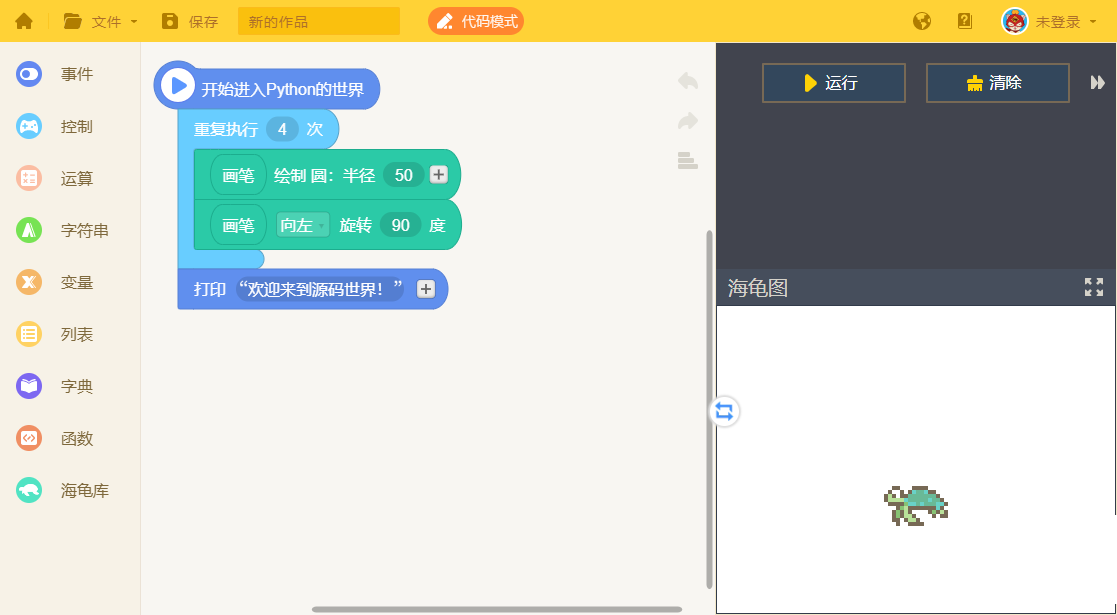 文件
保存
新的作品
代码模式
未登录
事件
控制
运算
字符串
变量
列表
字典
函数
海龟库
开始进入Python的世界
重复执行 4 次
画笔 绘制 圆：半径 50 +
画笔 向左 旋转 90 度
打印 “欢迎来到源码世界！” +
运行
清除
海龟图